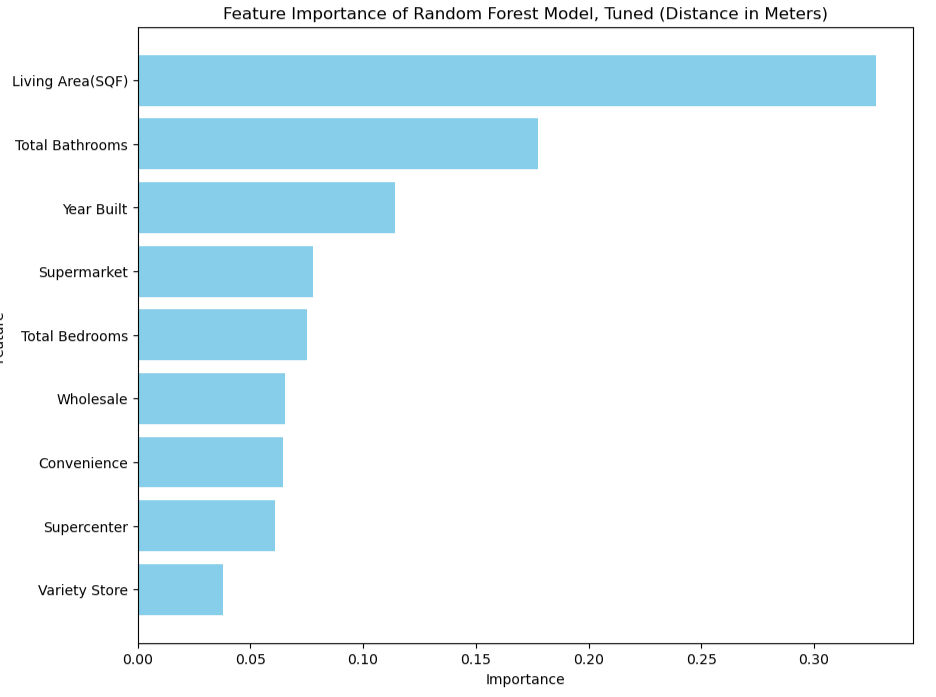 Feature Importance of Random Forest Model, Tuned (Distance in Meters)
Living Area(SQF)
Total Bathrooms
Year Built
Supermarket
Total Bedrooms
Wholesale
Convenience
Supercenter
Variety Store
0.00 0.05 0.10 0.15 0.20 0.25 0.30
Importance